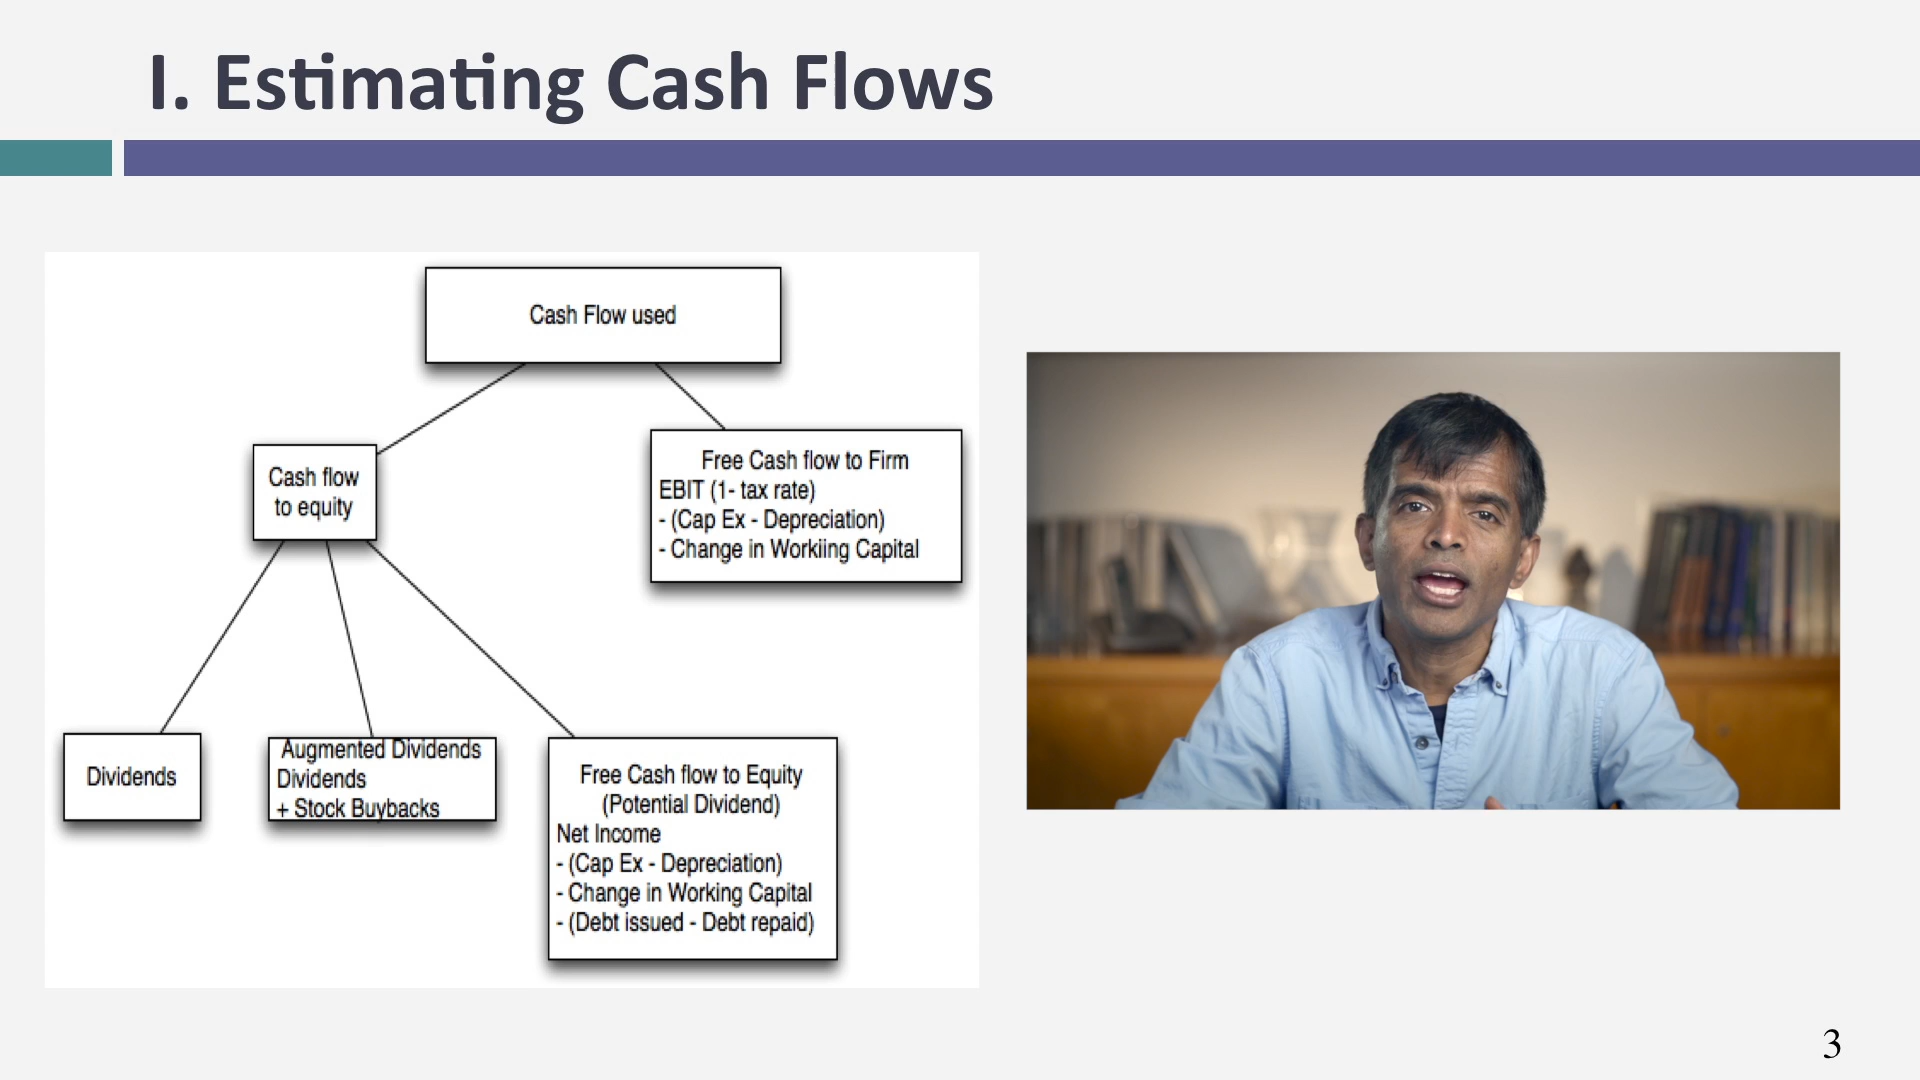 I. Estimating Cash Flows
Cash Flow used
Cash flow
to equity
Free Cash flow to Firm
EBIT (1- tax rate)
- (Cap Ex - Depreciation)
- Change in Workiing Capital
Dividends
Augmented Dividends
Dividends
+ Stock Buybacks
Free Cash flow to Equity
(Potential Dividend)
Net Income
- (Cap Ex - Depreciation)
- Change in Working Capital
- (Debt issued - Debt repaid)
3